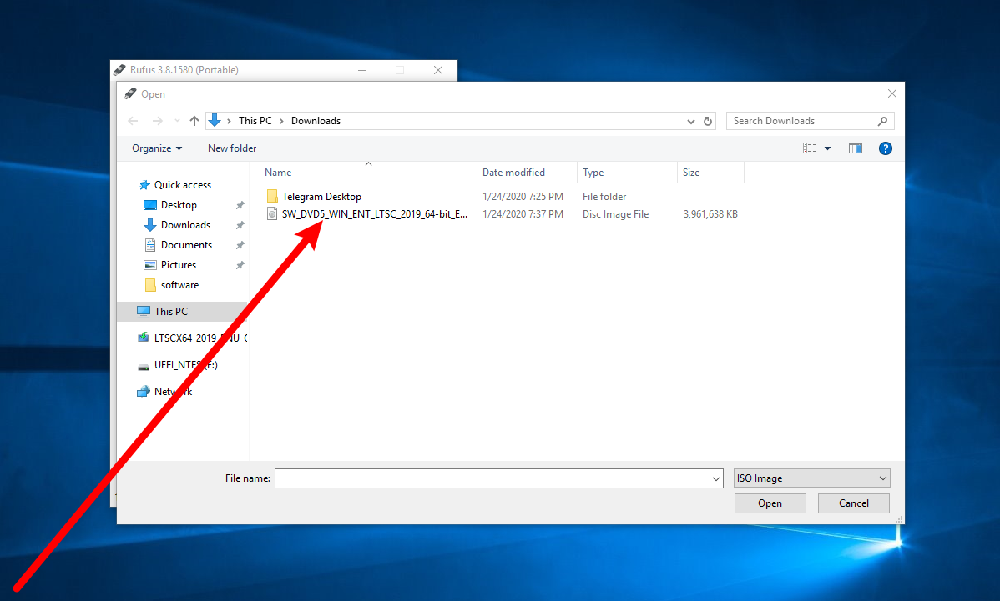 Rufus 3.8.1580 (Portable)
Open
This PC > Downloads
Search Downloads
Organize
New folder
?
Name
Date modified
Type
Size
Quick access
Desktop
Downloads
Documents
Pictures
software
This PC
LTSCX64_2019_ENU_
UEFI_NTFS (E:)
Network
Telegram Desktop 1/24/2020 7:25 PM File folder
SW_DVD5_WIN_ENT_LTSC_2019_64-bit_E... 1/24/2020 7:37 PM Disc Image File 3,961,638 KB
File name:
ISO Image
Open
Cancel